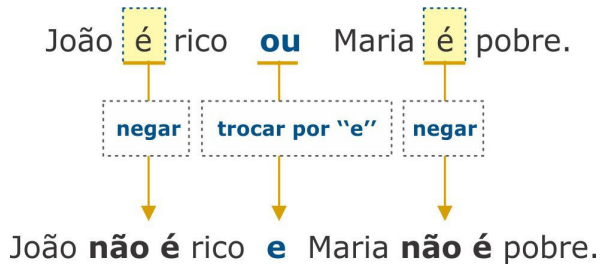 João é rico ou Maria é pobre.
negar trocar por ‘‘e’’ negar
João não é rico e Maria não é pobre.